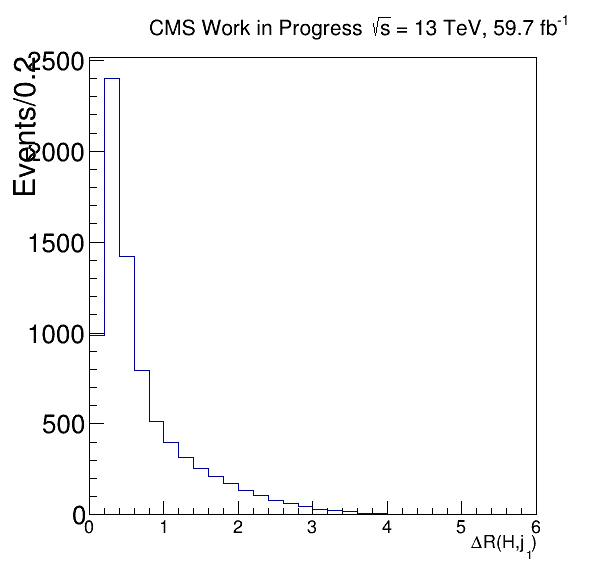 CMS Work in Progress √s = 13 TeV, 59.7 fb⁻¹
Events/0.2
2500
2000
1500
1000
500
0
0 1 2 3 4 5 6
ΔR(H,j₁)